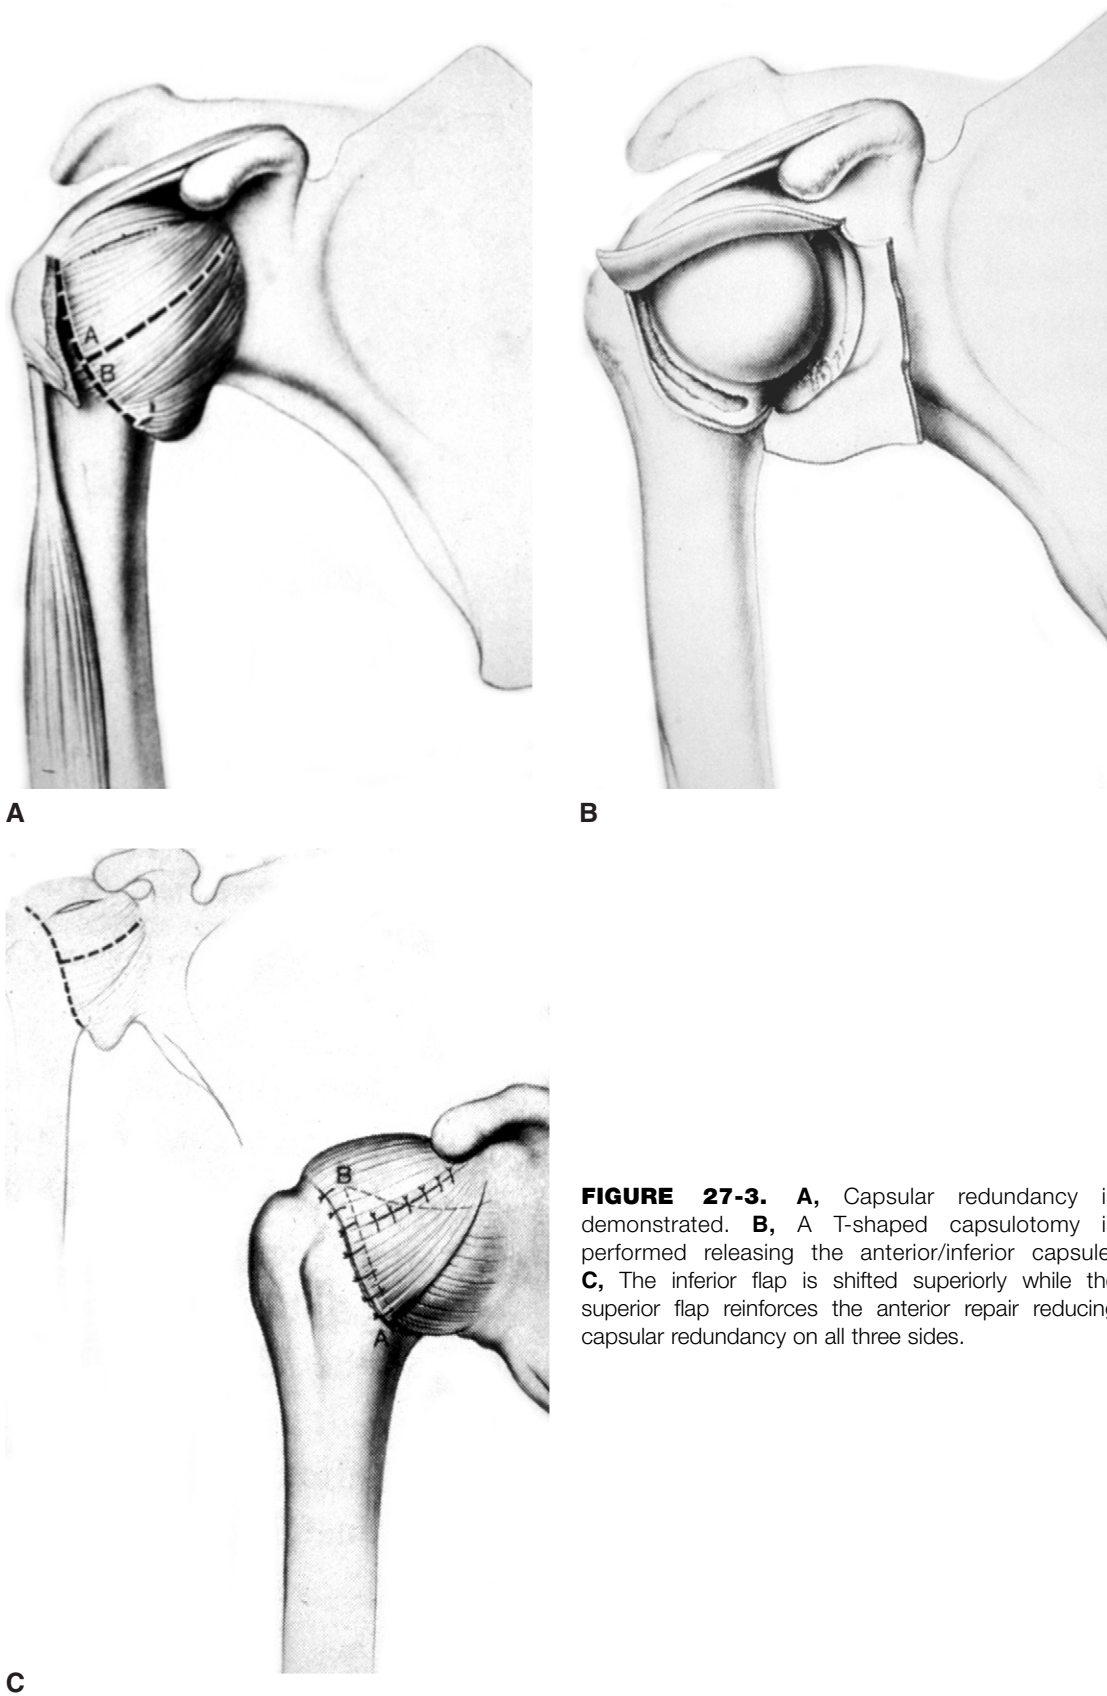 A
B
A
B
B
A
FIGURE 27-3. A, Capsular redundancy i
demonstrated. B, A T-shaped capsulotomy i
performed releasing the anterior/inferior capsule
C, The inferior flap is shifted superiorly while the
superior flap reinforces the anterior repair reducing
capsular redundancy on all three sides.
C